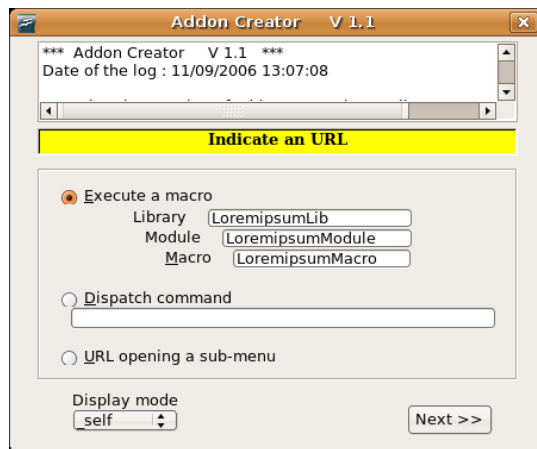 Addon Creator V 1.1
*** Addon Creator V 1.1 ***
Date of the log : 11/09/2006 13:07:08
Indicate an URL
Execute a macro
Library LoremipsumLib
Module LoremipsumModule
Macro LoremipsumMacro
Dispatch command
URL opening a sub-menu
Display mode
_self
Next >>